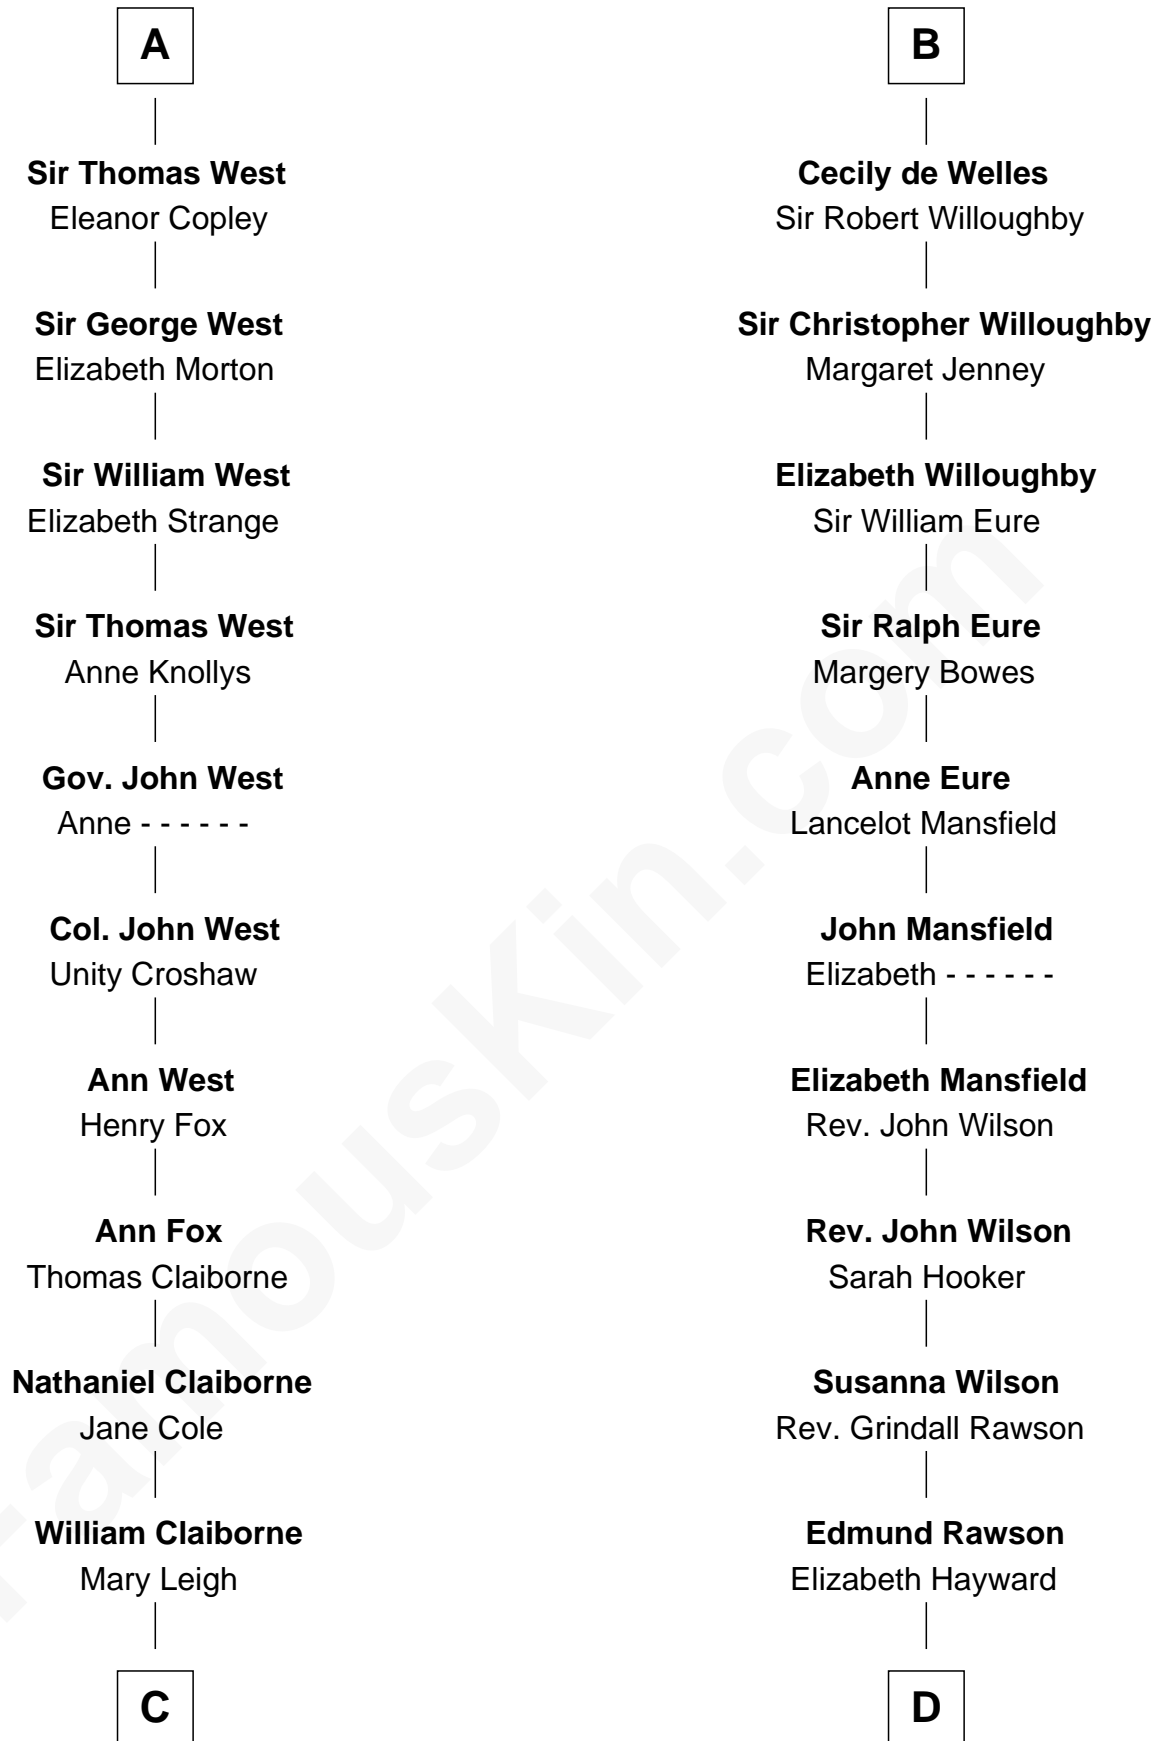 A
Sir Thomas West
Eleanor Copley
Sir George West
Elizabeth Morton
Sir William West
Elizabeth Strange
Sir Thomas West
Anne Knollys
Gov. John West
Anne - - - - - -
Col. John West
Unity Croshaw
Ann West
Henry Fox
Ann Fox
Thomas Claiborne
Nathaniel Claiborne
Jane Cole
William Claiborne
Mary Leigh
C
B
Cecily de Welles
Sir Robert Willoughby
Sir Christopher Willoughby
Margaret Jenney
Elizabeth Willoughby
Sir William Eure
Sir Ralph Eure
Margery Bowes
Anne Eure
Lancelot Mansfield
John Mansfield
Elizabeth - - - - - -
Elizabeth Mansfield
Rev. John Wilson
Rev. John Wilson
Sarah Hooker
Susanna Wilson
Rev. Grindall Rawson
Edmund Rawson
Elizabeth Hayward
D
FamousKin.com